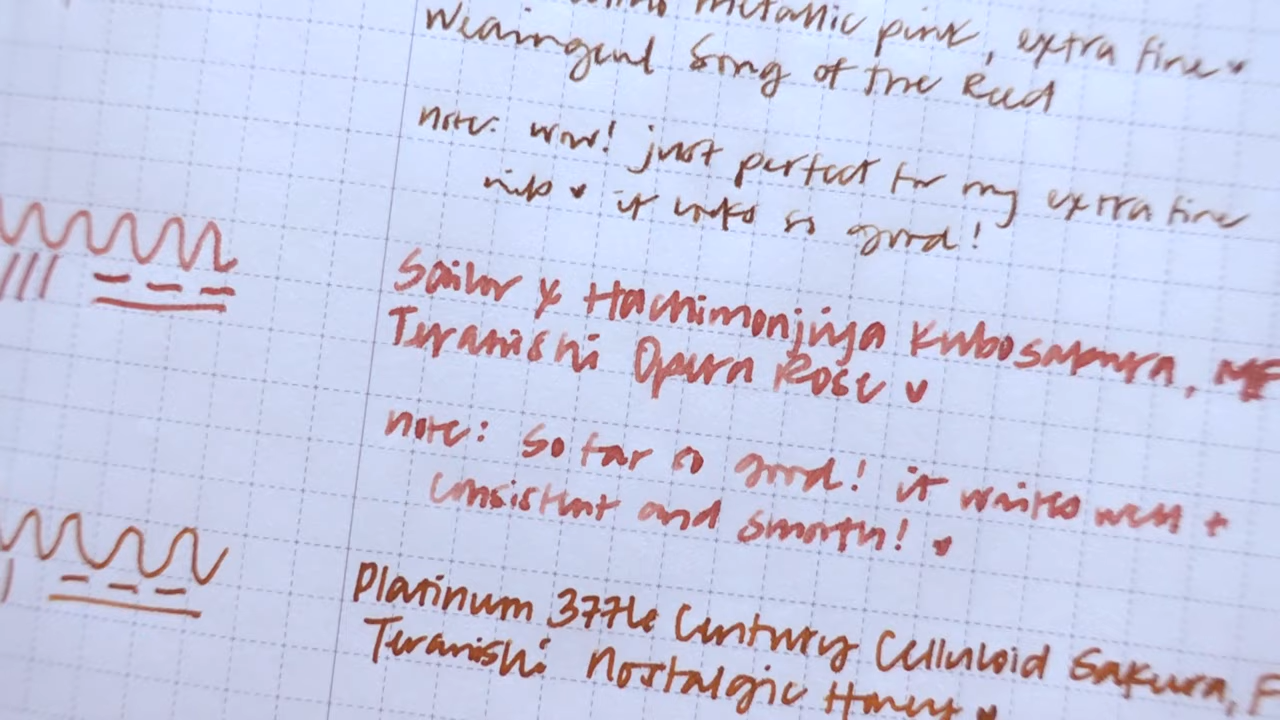 metallic pink, extra fine
Wearingeul Song of the Reed
note: wow! just perfect for my extra fine
nib it looks so good!
Sailor x Hachimonjiya Kubosakura, MF
Teranishi Opera Rose
note: so far so good! it writes well +
consistent and smooth!
Platinum 3776 Century Celluloid Sakura, F
Teranishi Nostalgic Honey